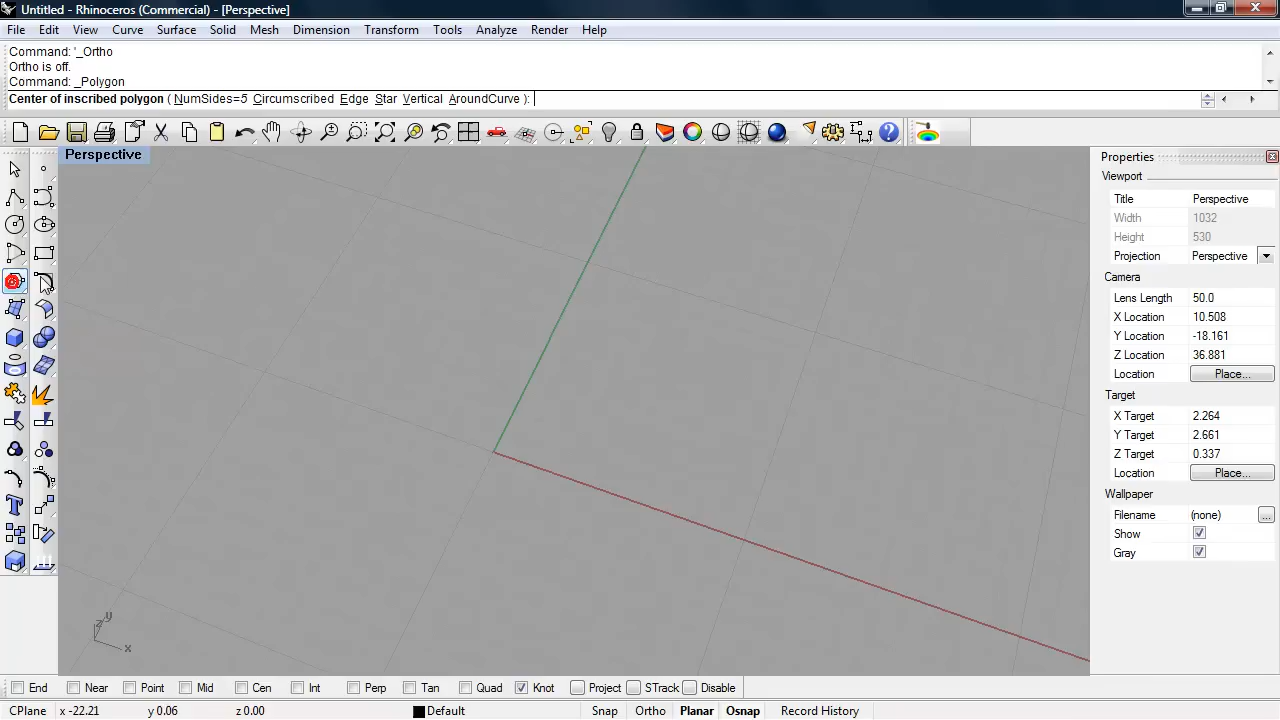 Untitled - Rhinoceros (Commercial) - [Perspective]
File Edit View Curve Surface Solid Mesh Dimension Transform Tools Analyze Render Help
Command: '_Ortho
Ortho is off.
Command: _Polygon
Center of inscribed polygon ( NumSides=5 Circumscribed Edge Star Vertical AroundCurve ):
Perspective
Properties
Viewport
Title Perspective
Width 1032
Height 530
Projection Perspective
Camera
Lens Length 50.0
X Location 10.508
Y Location -18.161
Z Location 36.881
Location Place...
Target
X Target 2.264
Y Target 2.661
Z Target 0.337
Location Place...
Wallpaper
Filename (none) ...
Show
Gray
z y
x
End Near Point Mid Cen Int Perp Tan Quad Knot Project STrack Disable
CPlane x -22.21 y 0.06 z 0.00 Default Snap Ortho Planar Osnap Record History